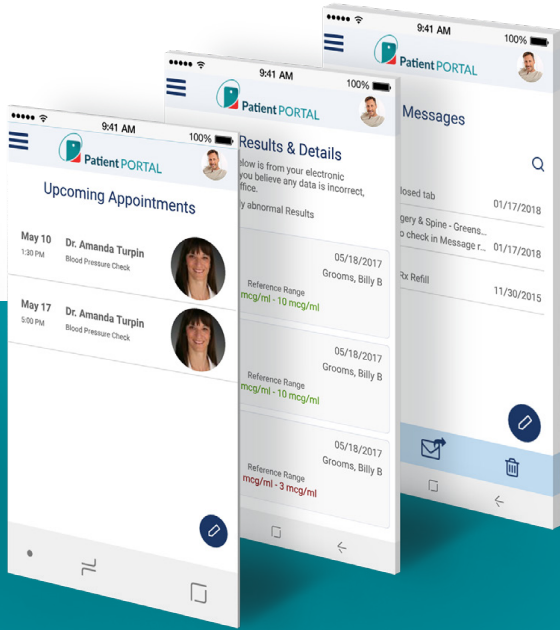 9:41 AM
100%
Patient PORTAL
Upcoming Appointments
May 10
Dr. Amanda Turpin
1:30 PM
Blood Pressure Check
May 17
Dr. Amanda Turpin
5:00 PM
Blood Pressure Check
9:41 AM
100%
Patient PORTAL
Results & Details
elow is from your electronic
you believe any data is incorrect,
ffice.
y abnormal Results
05/18/2017
Grooms, Billy B
Reference Range
mcg/ml - 10 mcg/ml
05/18/2017
Grooms, Billy B
Reference Range
mcg/ml - 10 mcg/ml
05/18/2017
Grooms, Billy B
Reference Range
mcg/ml - 3 mcg/ml
9:41 AM
100%
Patient PORTAL
Messages
losed tab
01/17/2018
gery & Spine - Greens...
o check in Message r...
01/17/2018
Rx Refill
11/30/2015